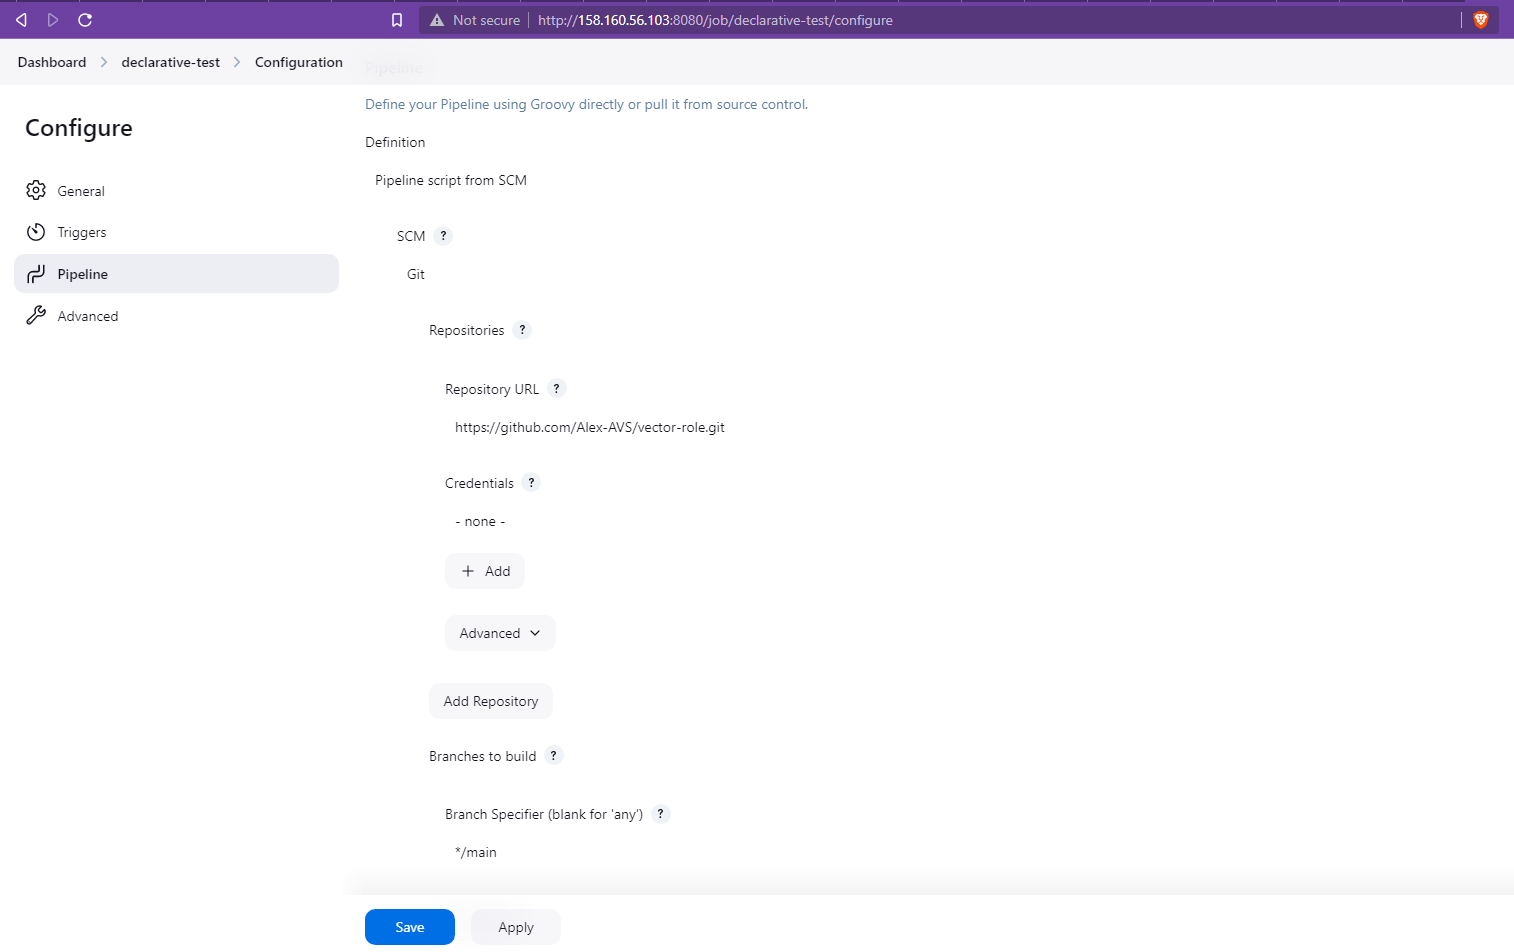 Not secure http://158.160.56.103:8080/job/declarative-test/configure
Dashboard declarative-test Configuration
Pipeline
Configure
General
Triggers
Pipeline
Advanced
Define your Pipeline using Groovy directly or pull it from source control.
Definition
Pipeline script from SCM
SCM ?
Git
Repositories ?
Repository URL ?
https://github.com/Alex-AVS/vector-role.git
Credentials ?
- none -
+ Add
Advanced
Add Repository
Branches to build ?
Branch Specifier (blank for 'any') ?
*/main
Save Apply